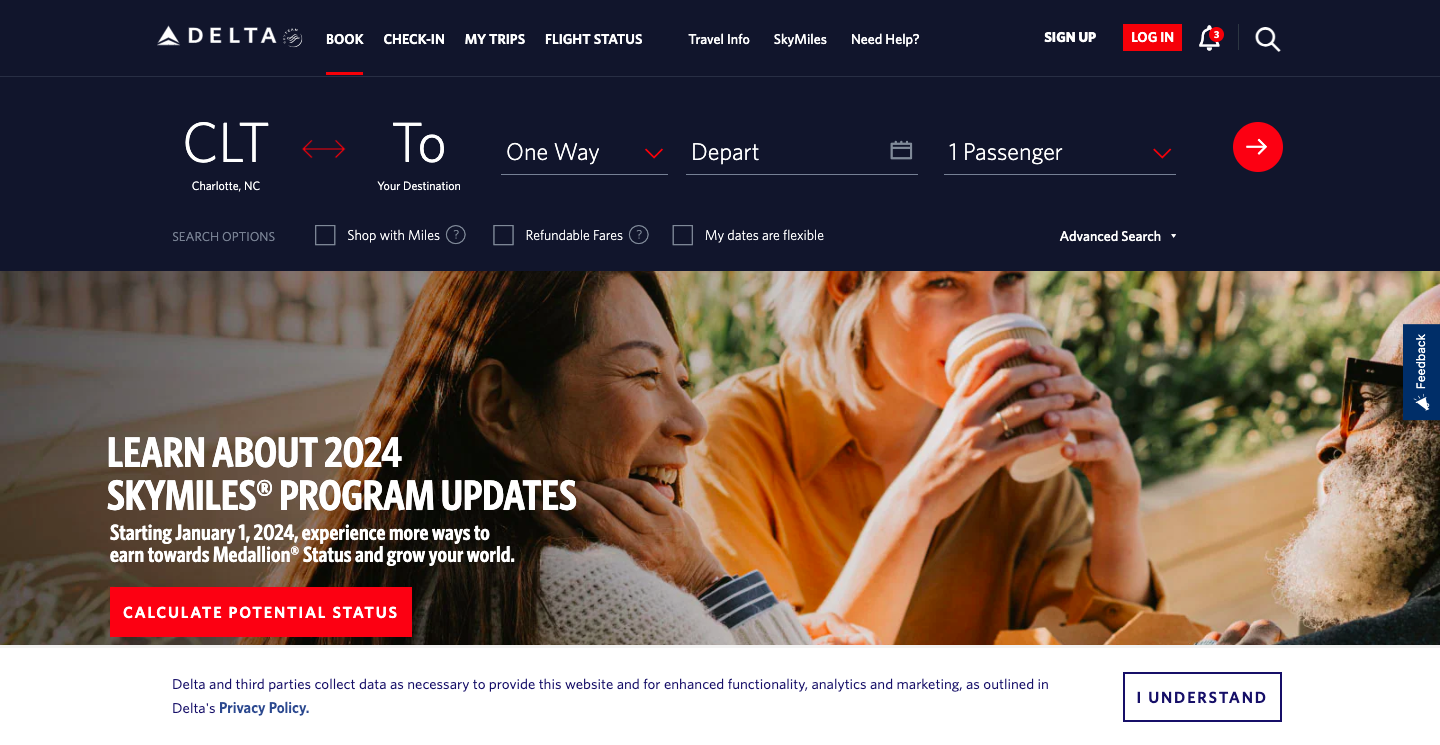 DELTA
BOOK CHECK-IN MY TRIPS FLIGHT STATUS Travel Info SkyMiles Need Help? SIGN UP LOG IN 3
CLT To One Way Depart 1 Passenger
Charlotte, NC Your Destination
SEARCH OPTIONS Shop with Miles ? Refundable Fares ? My dates are flexible Advanced Search
Feedback
LEARN ABOUT 2024
SKYMILES® PROGRAM UPDATES
Starting January 1, 2024, experience more ways to
earn towards Medallion® Status and grow your world.
CALCULATE POTENTIAL STATUS
Delta and third parties collect data as necessary to provide this website and for enhanced functionality, analytics and marketing, as outlined in
Delta's Privacy Policy.
I UNDERSTAND